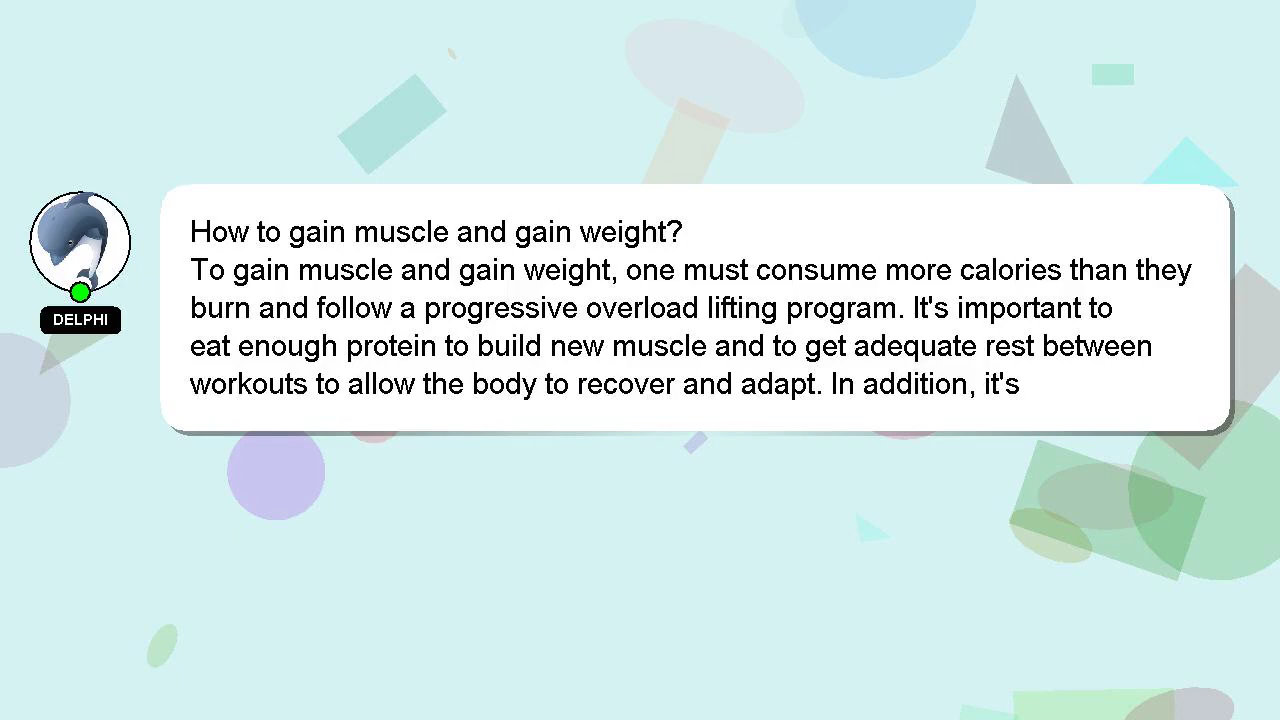 How to gain muscle and gain weight?
To gain muscle and gain weight, one must consume more calories than they
burn and follow a progressive overload lifting program. It's important to
eat enough protein to build new muscle and to get adequate rest between
workouts to allow the body to recover and adapt. In addition, it's
DELPHI